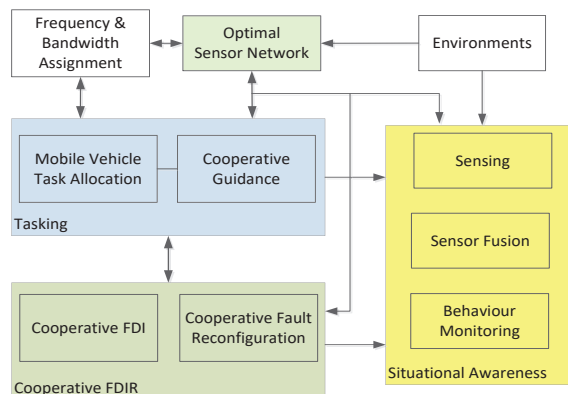 Frequency &
Bandwidth
Assignment
Optimal
Sensor Network
Environments
Mobile Vehicle
Task Allocation
Cooperative
Guidance
Tasking
Sensing
Sensor Fusion
Behaviour
Monitoring
Situational Awareness
Cooperative FDI
Cooperative Fault
Reconfiguration
Cooperative FDIR